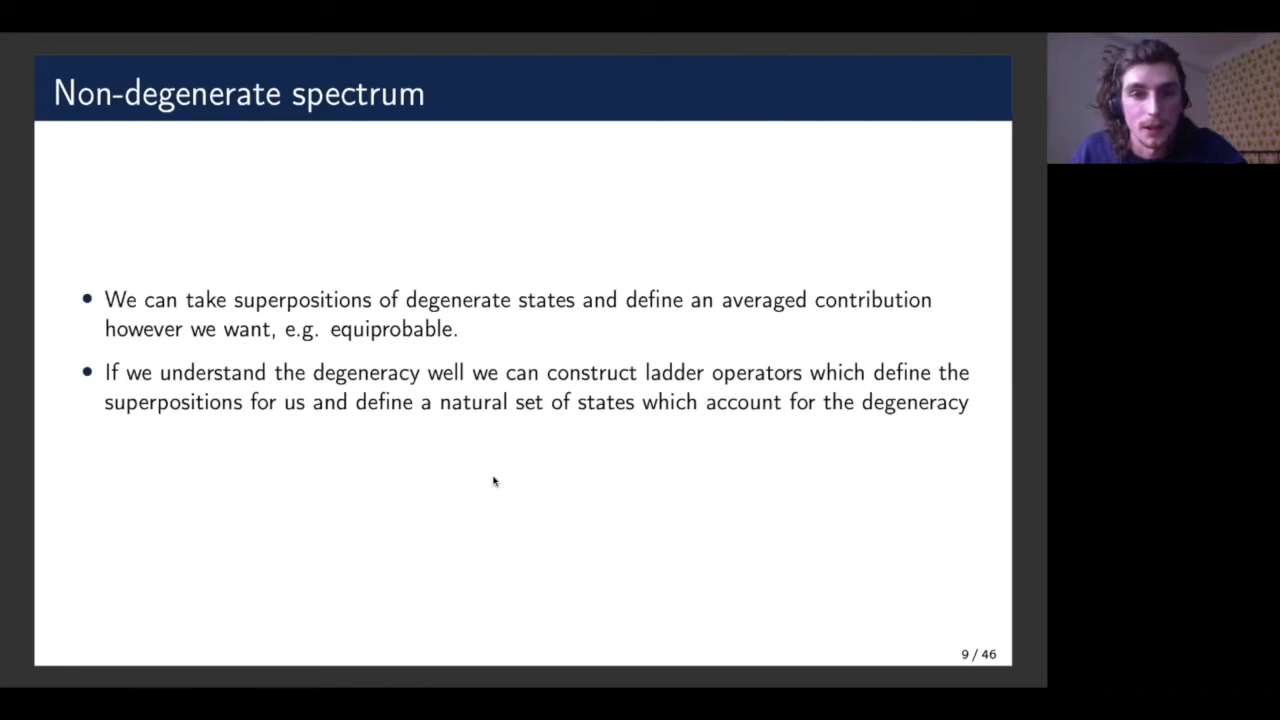 Non-degenerate spectrum
• We can take superpositions of degenerate states and define an averaged contribution
however we want, e.g. equiprobable.
• If we understand the degeneracy well we can construct ladder operators which define the
superpositions for us and define a natural set of states which account for the degeneracy
9 / 46